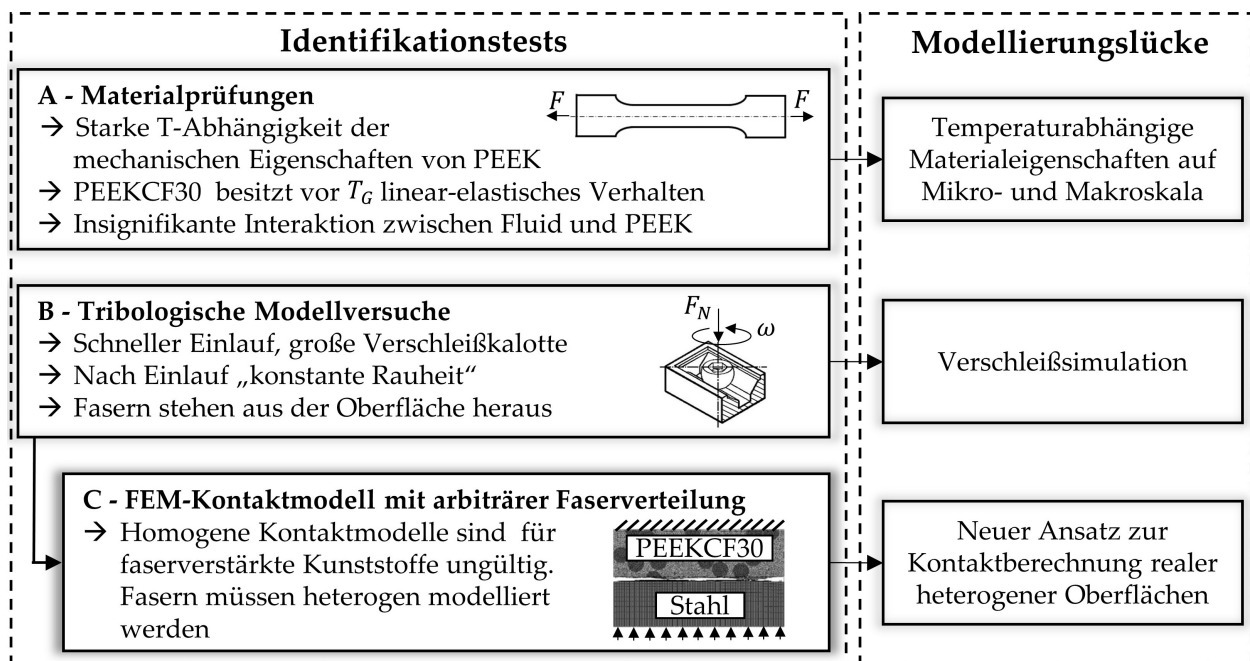 Identifikationstests
A - Materialprüfungen
→ Starke T-Abhängigkeit der
mechanischen Eigenschaften von PEEK
→ PEEKCF30 besitzt vor T_G linear-elastisches Verhalten
→ Insignifikante Interaktion zwischen Fluid und PEEK
F
F
B - Tribologische Modellversuche
→ Schneller Einlauf, große Verschleißkalotte
→ Nach Einlauf „konstante Rauheit“
→ Fasern stehen aus der Oberfläche heraus
F_N
ω
C - FEM-Kontaktmodell mit arbiträrer Faserverteilung
→ Homogene Kontaktmodelle sind für
faserverstärkte Kunststoffe ungültig.
Fasern müssen heterogen modelliert
werden
PEEKCF30
Stahl
Modellierungslücke
Temperaturabhängige
Materialeigenschaften auf
Mikro- und Makroskala
Verschleißsimulation
Neuer Ansatz zur
Kontaktberechnung realer
heterogener Oberflächen